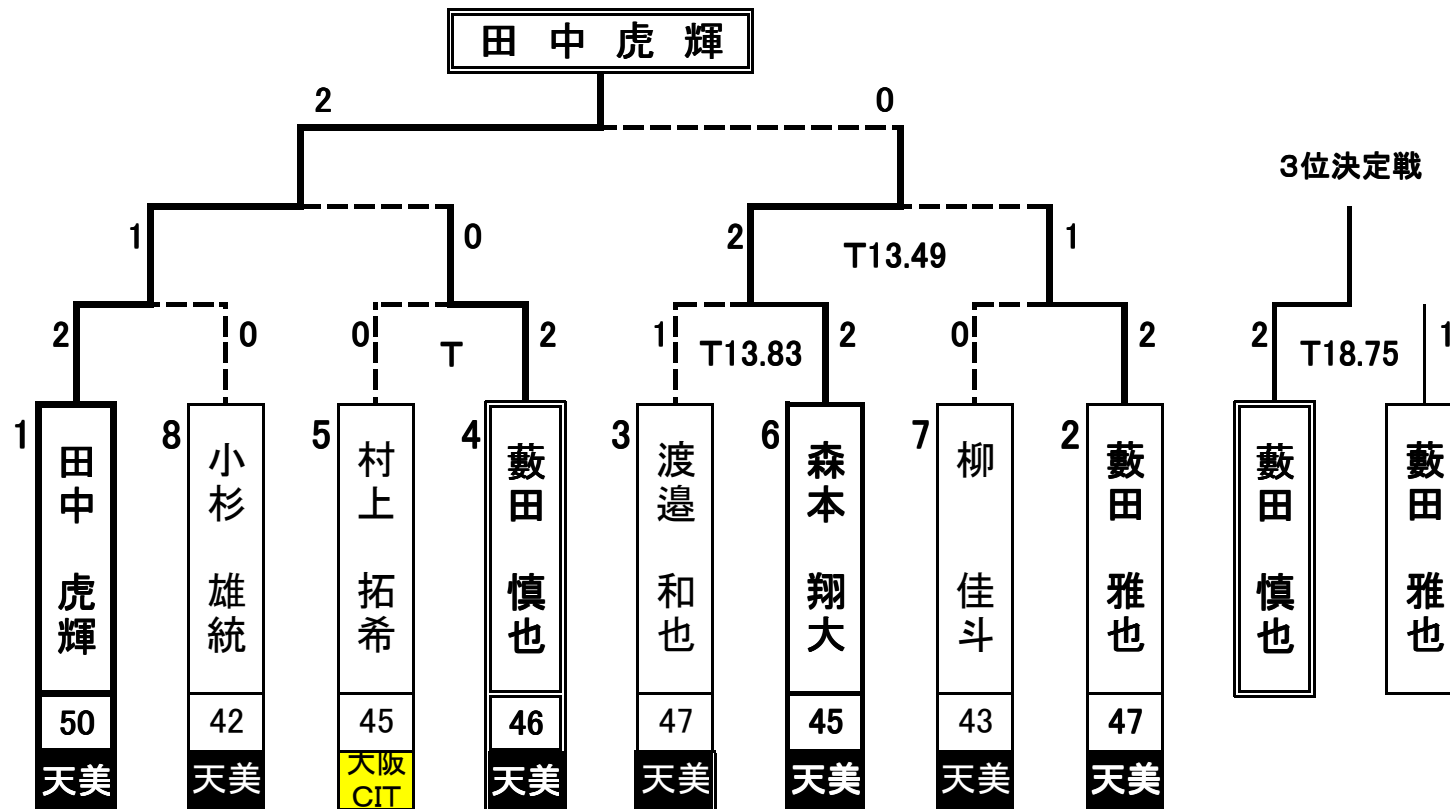 田中虎輝
2 0
3位決定戦
1 0 2 T13.49 1
2 0 0 T 2 1 T13.83 2 0 2 2 T18.75 1
1 8 5 4 3 6 7 2
田中 虎輝
小杉 雄統
村上 拓希
藪田 慎也
渡邉 和也
森本 翔大
柳 佳斗
藪田 雅也
藪田 慎也
藪田 雅也
50 42 45 46 47 45 43 47
天美 天美 大阪CIT 天美 天美 天美 天美 天美